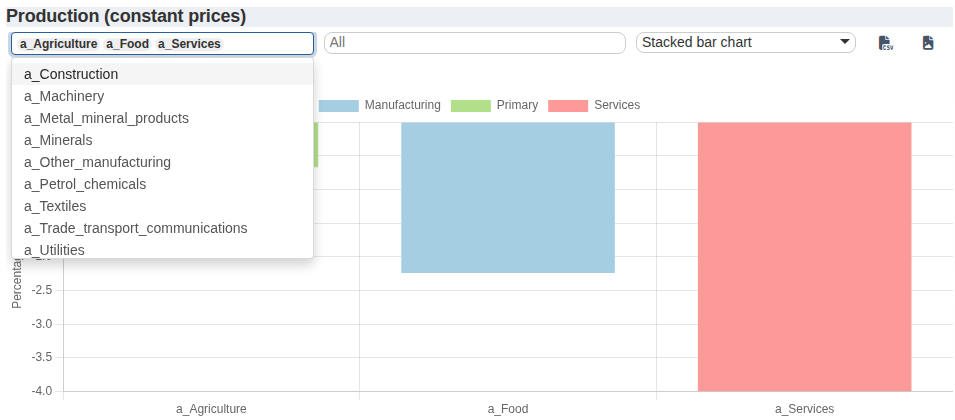 Production (constant prices)
a_Agriculture a_Food a_Services
All
Stacked bar chart
CSV
a_Construction
a_Machinery
a_Metal_mineral_products
a_Minerals
a_Other_manufacturing
a_Petrol_chemicals
a_Textiles
a_Trade_transport_communications
a_Utilities
Manufacturing Primary Services
-2.5
-3.0
-3.5
-4.0
a_Agriculture a_Food a_Services